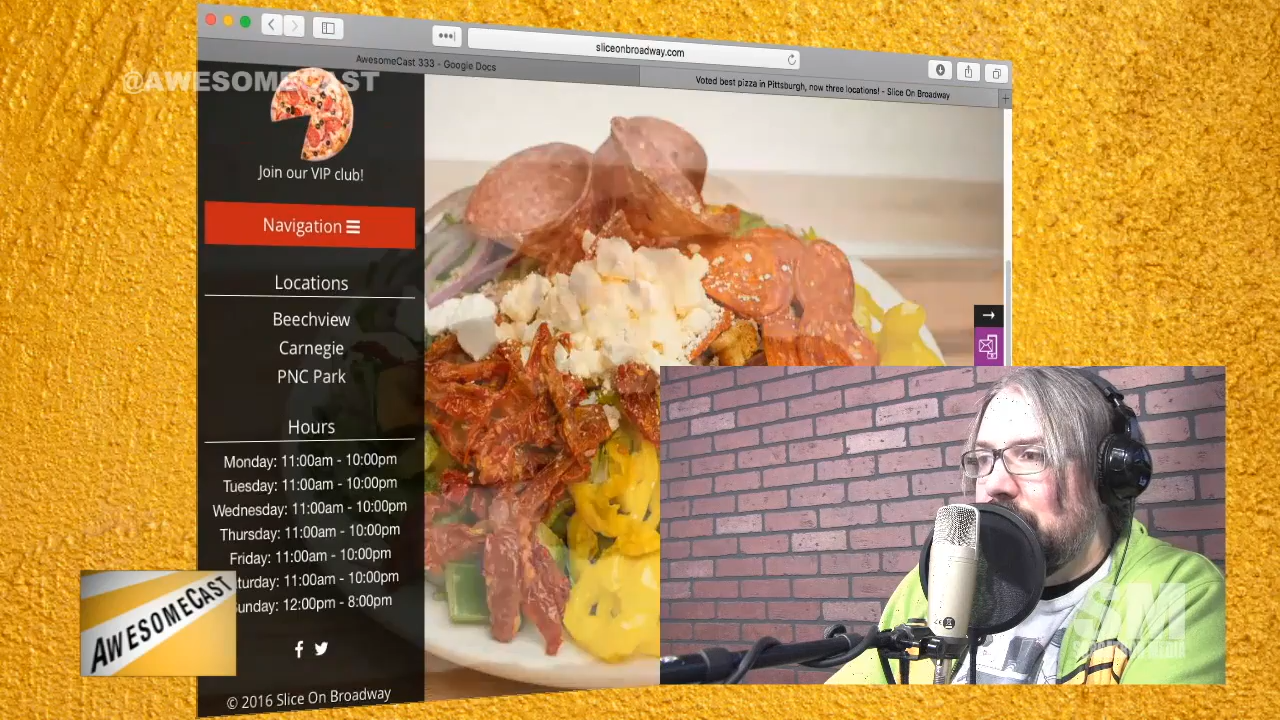 sliceonbroadway.com
AwesomeCast 333 - Google Docs
Voted best pizza in Pittsburgh, now three locations! - Slice On Broadway
@AWESOMECAST
Join our VIP club!
Navigation
Locations
Beechview
Carnegie
PNC Park
Hours
Monday: 11:00am - 10:00pm
Tuesday: 11:00am - 10:00pm
Wednesday: 11:00am - 10:00pm
Thursday: 11:00am - 10:00pm
Friday: 11:00am - 10:00pm
aturday: 11:00am - 10:00pm
unday: 12:00pm - 8:00pm
© 2016 Slice On Broadway
AWESOMECAST
SM